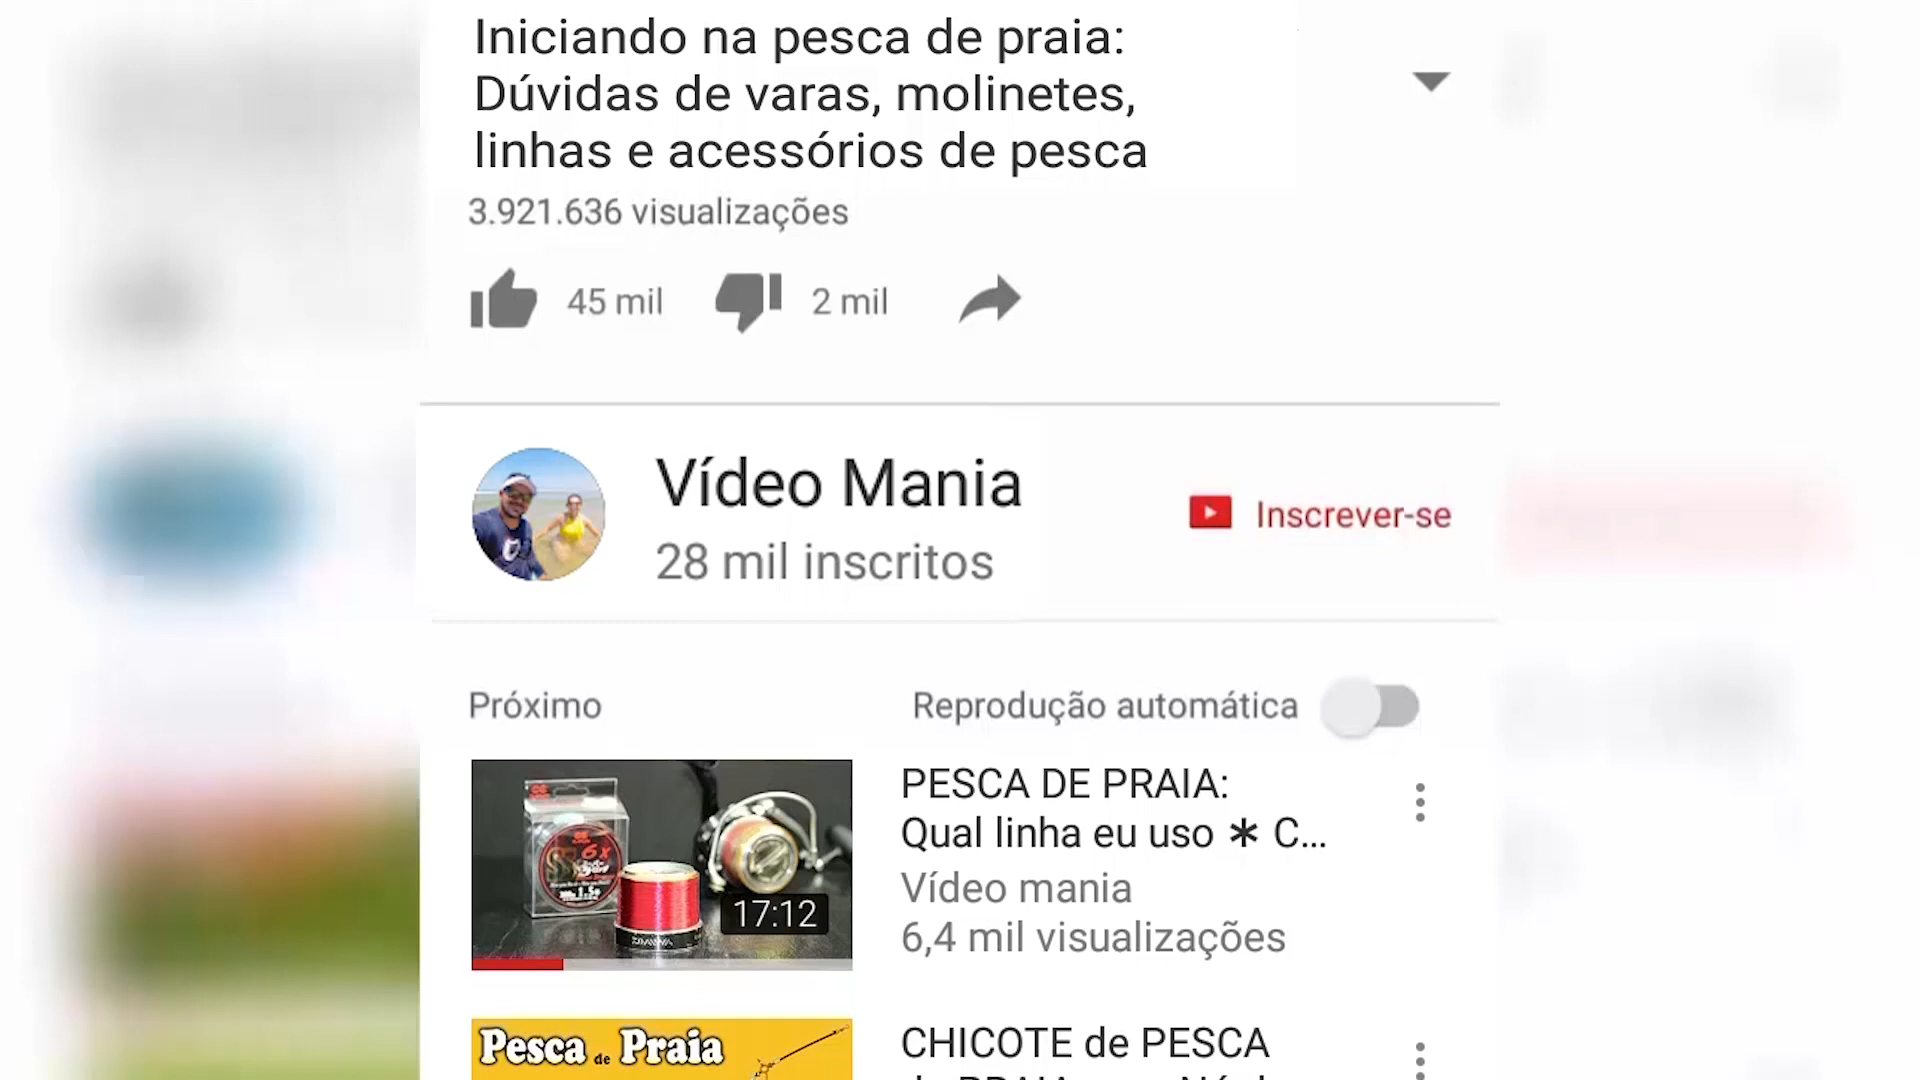 Iniciando na pesca de praia:
Dúvidas de varas, molinetes,
linhas e acessórios de pesca
3.921.636 visualizações
45 mil
2 mil
Vídeo Mania
28 mil inscritos
Inscrever-se
Próximo
Reprodução automática
PESCA DE PRAIA:
Qual linha eu uso ∗ C...
Vídeo mania
6,4 mil visualizações
6x
DAIWA
17:12
Pesca de Praia
CHICOTE de PESCA